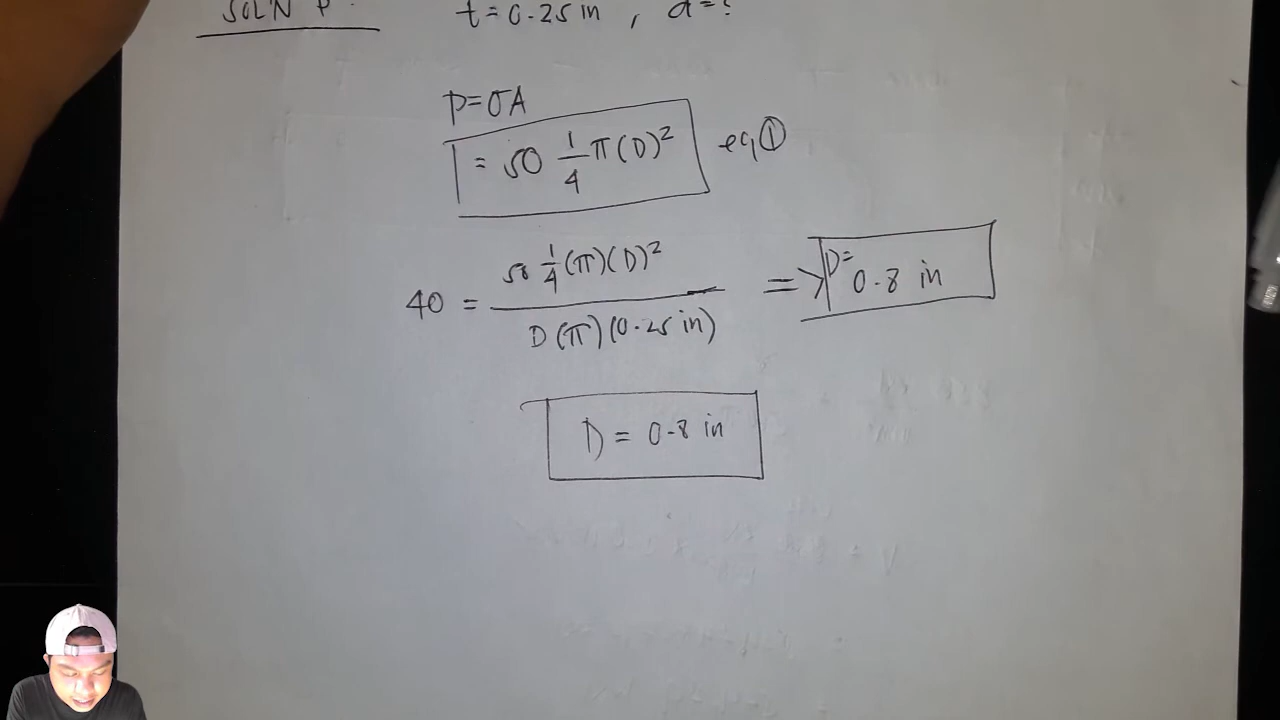 SOL'N P.
t = 0.25 in , d = ?
P = σA
= 50 1/4 π (D)² eq ①
40 = 50 1/4 (π)(D)² / D (π) (0.25 in) => D = 0.8 in
D = 0.8 in